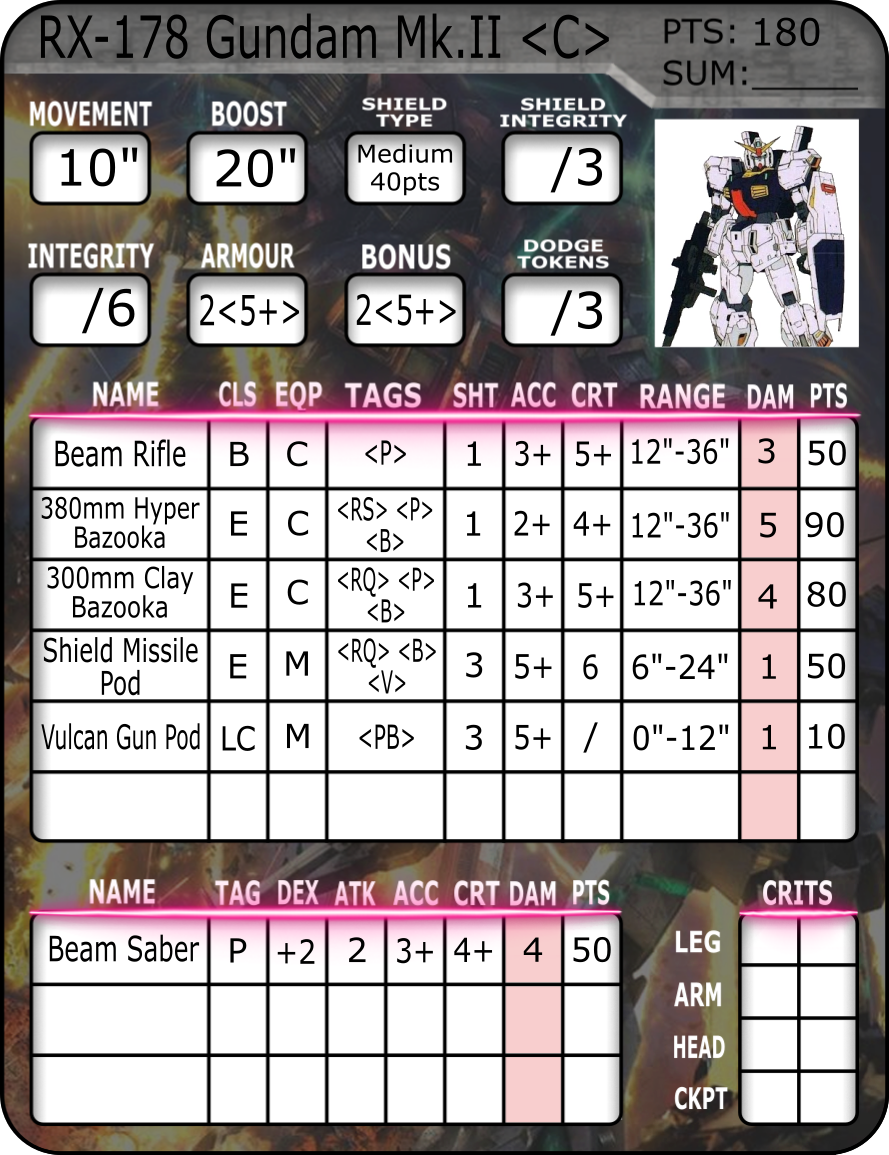 RX-178 Gundam Mk.II <C>
PTS: 180
SUM:______
MOVEMENT BOOST SHIELD TYPE SHIELD INTEGRITY
10" 20" Medium 40pts /3
INTEGRITY ARMOUR BONUS DODGE TOKENS
/6 2<5+> 2<5+> /3
NAME CLS EQP TAGS SHT ACC CRT RANGE DAM PTS
Beam Rifle B C <P> 1 3+ 5+ 12"-36" 3 50
380mm Hyper Bazooka E C <RS> <P> <B> 1 2+ 4+ 12"-36" 5 90
300mm Clay Bazooka E C <RQ> <P> <B> 1 3+ 5+ 12"-36" 4 80
Shield Missile Pod E M <RQ> <B> <V> 3 5+ 6 6"-24" 1 50
Vulcan Gun Pod LC M <PB> 3 5+ / 0"-12" 1 10
NAME TAG DEX ATK ACC CRT DAM PTS
Beam Saber P +2 2 3+ 4+ 4 50
CRITS
LEG
ARM
HEAD
CKPT